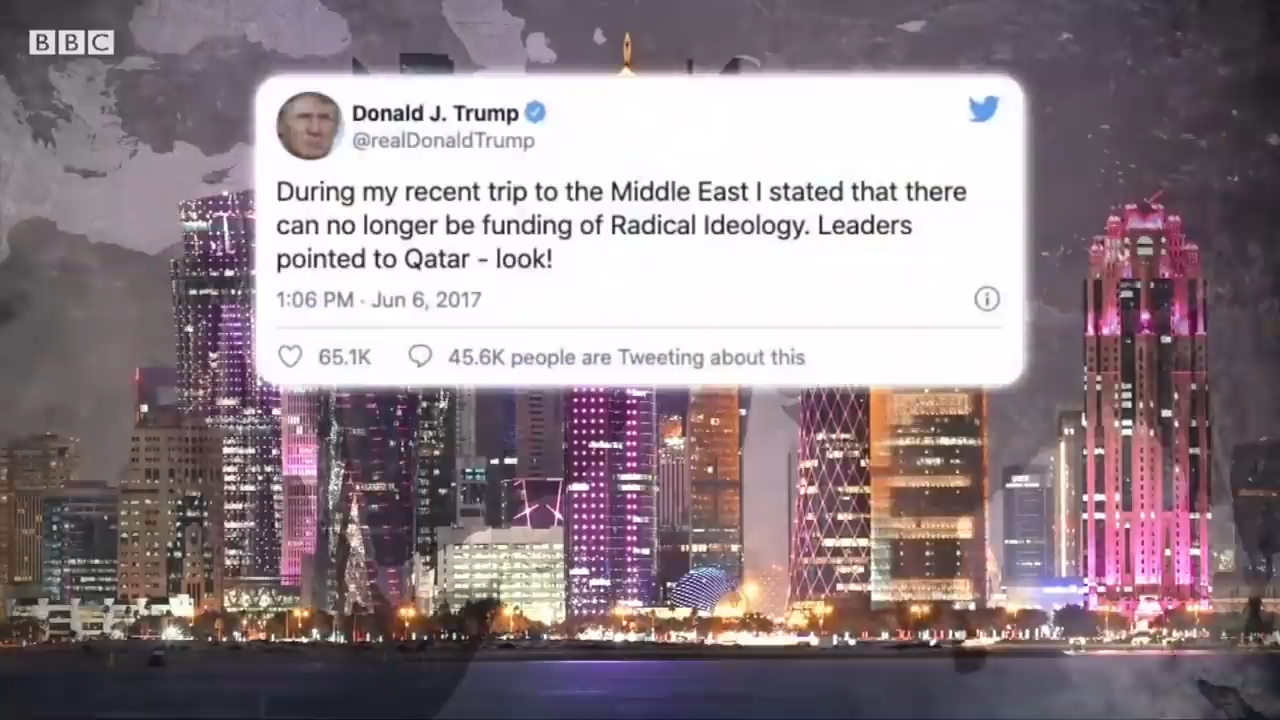 BBC
Donald J. Trump
@realDonaldTrump
During my recent trip to the Middle East I stated that there
can no longer be funding of Radical Ideology. Leaders
pointed to Qatar - look!
1:06 PM · Jun 6, 2017
65.1K 45.6K people are Tweeting about this